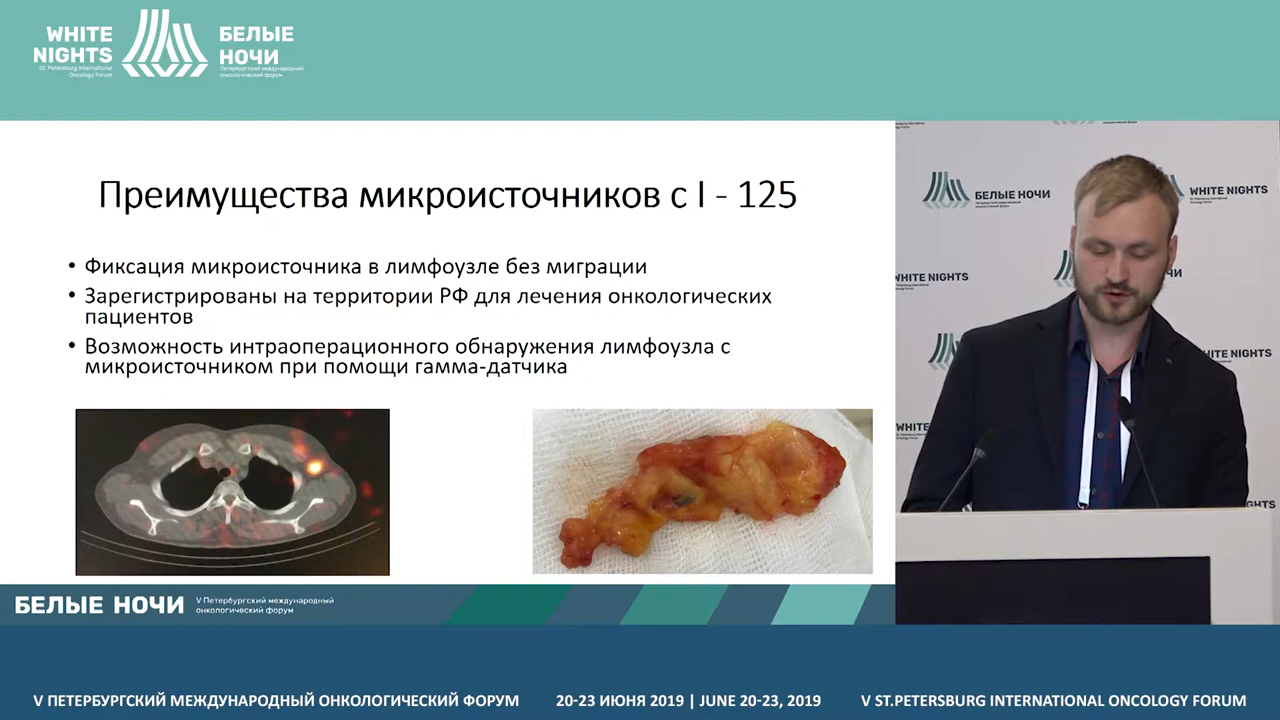 WHITE
NIGHTS
St. Petersburg International
Oncology Forum
БЕЛЫЕ
НОЧИ
Петербургский международный
онкологический форум
Преимущества микроисточников с I - 125
• Фиксация микроисточника в лимфоузле без миграции
• Зарегистрированы на территории РФ для лечения онкологических
пациентов
• Возможность интраоперационного обнаружения лимфоузла с
микроисточником при помощи гамма-датчика
БЕЛЫЕ НОЧИ
V Петербургский международный
онкологический форум
БЕЛЫЕ НОЧИ
WHITE NIGHTS
WHITE NIGHTS
WHITE NIGHTS
V ПЕТЕРБУРГСКИЙ МЕЖДУНАРОДНЫЙ ОНКОЛОГИЧЕСКИЙ ФОРУМ
20-23 ИЮНЯ 2019 | JUNE 20-23, 2019
V ST.PETERSBURG INTERNATIONAL ONCOLOGY FORUM